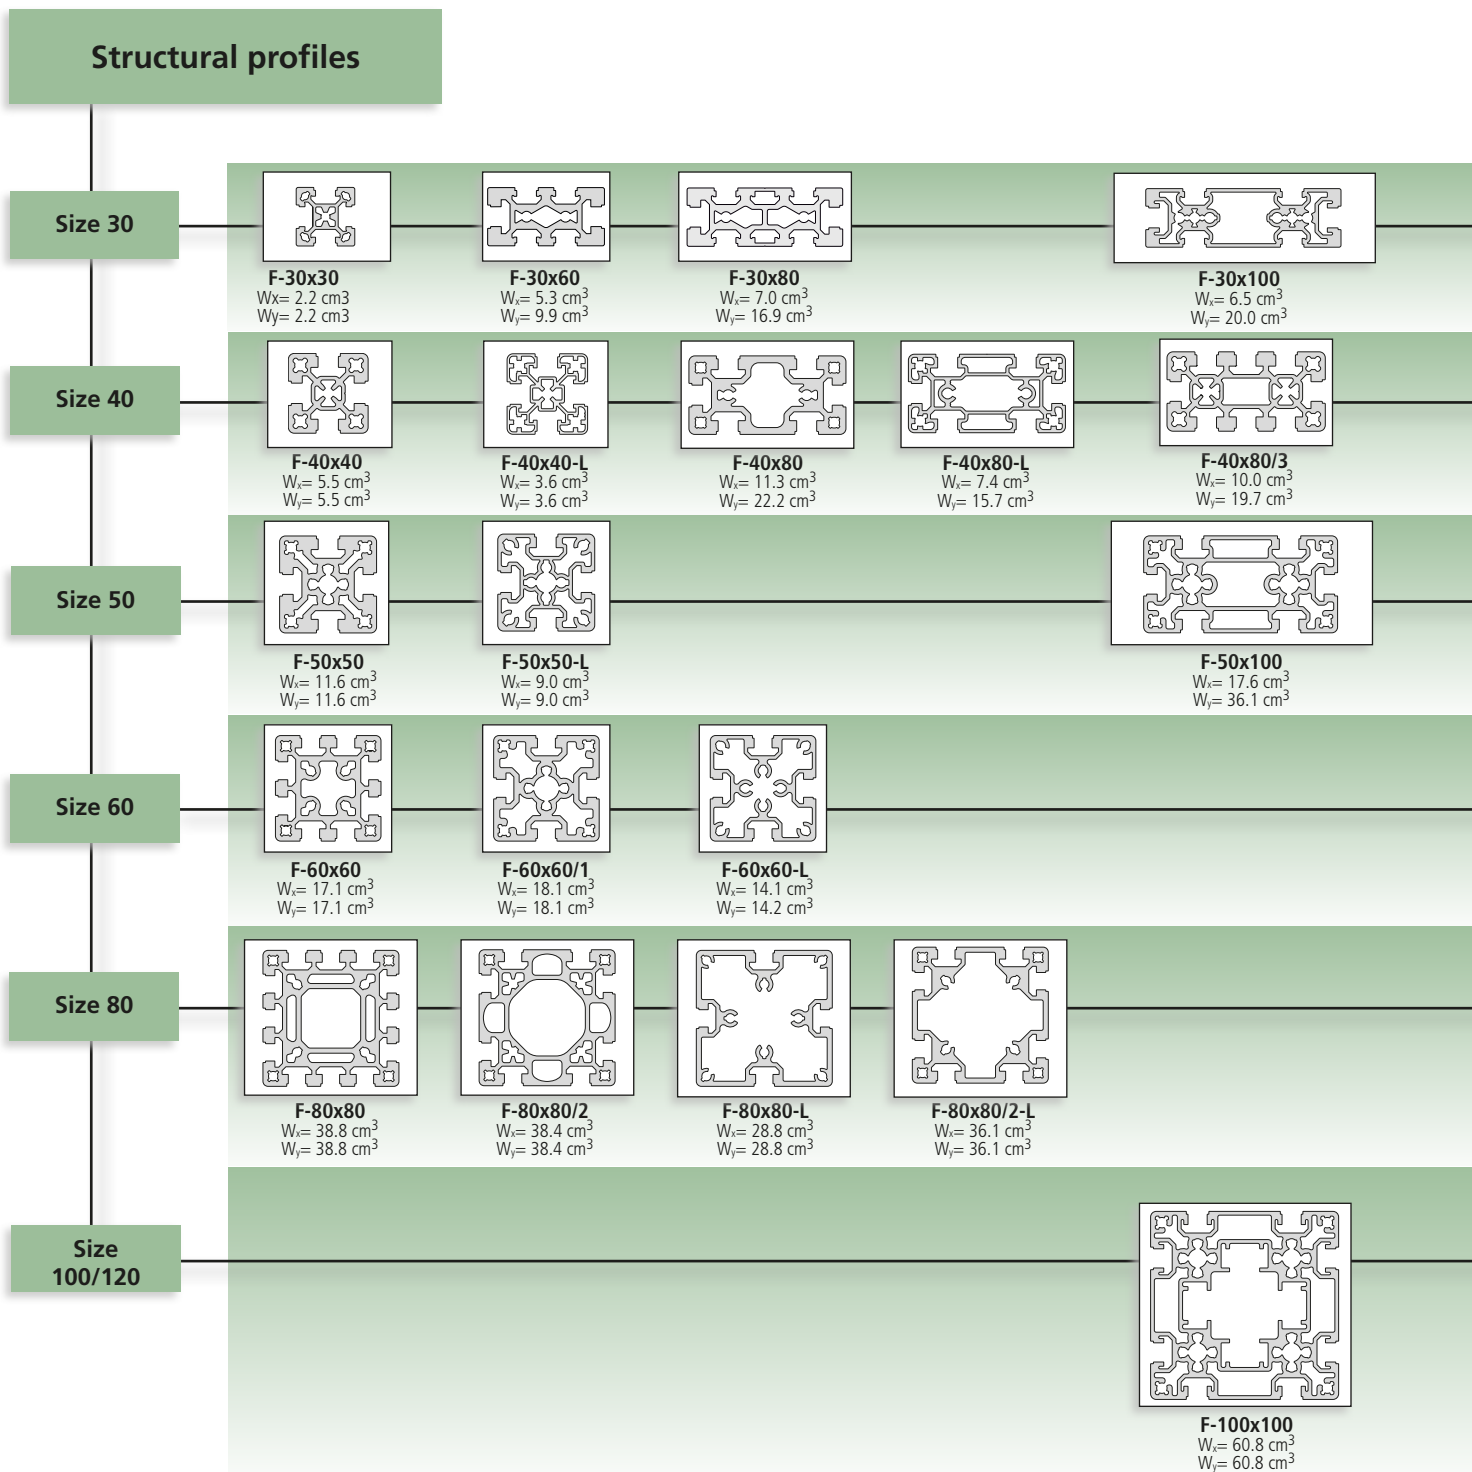 Structural profiles
Size 30
F-30x30
Wx= 2.2 cm3
Wy= 2.2 cm3
F-30x60
Wx= 5.3 cm³
Wy= 9.9 cm³
F-30x80
Wx= 7.0 cm³
Wy= 16.9 cm³
F-30x100
Wx= 6.5 cm³
Wy= 20.0 cm³
Size 40
F-40x40
Wx= 5.5 cm³
Wy= 5.5 cm³
F-40x40-L
Wx= 3.6 cm³
Wy= 3.6 cm³
F-40x80
Wx= 11.3 cm³
Wy= 22.2 cm³
F-40x80-L
Wx= 7.4 cm³
Wy= 15.7 cm³
F-40x80/3
Wx= 10.0 cm³
Wy= 19.7 cm³
Size 50
F-50x50
Wx= 11.6 cm³
Wy= 11.6 cm³
F-50x50-L
Wx= 9.0 cm³
Wy= 9.0 cm³
F-50x100
Wx= 17.6 cm³
Wy= 36.1 cm³
Size 60
F-60x60
Wx= 17.1 cm³
Wy= 17.1 cm³
F-60x60/1
Wx= 18.1 cm³
Wy= 18.1 cm³
F-60x60-L
Wx= 14.1 cm³
Wy= 14.2 cm³
Size 80
F-80x80
Wx= 38.8 cm³
Wy= 38.8 cm³
F-80x80/2
Wx= 38.4 cm³
Wy= 38.4 cm³
F-80x80-L
Wx= 28.8 cm³
Wy= 28.8 cm³
F-80x80/2-L
Wx= 36.1 cm³
Wy= 36.1 cm³
Size
100/120
F-100x100
Wx= 60.8 cm³
Wy= 60.8 cm³